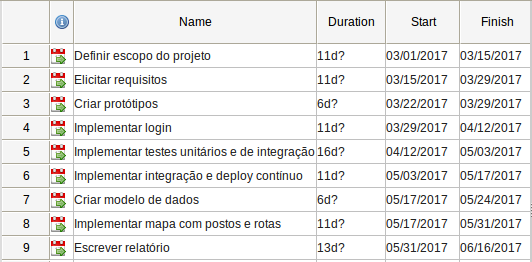 Name Duration Start Finish
1 Definir escopo do projeto 11d? 03/01/2017 03/15/2017
2 Elicitar requisitos 11d? 03/15/2017 03/29/2017
3 Criar protótipos 6d? 03/22/2017 03/29/2017
4 Implementar login 11d? 03/29/2017 04/12/2017
5 Implementar testes unitários e de integração 16d? 04/12/2017 05/03/2017
6 Implementar integração e deploy contínuo 11d? 05/03/2017 05/17/2017
7 Criar modelo de dados 6d? 05/17/2017 05/24/2017
8 Implementar mapa com postos e rotas 11d? 05/17/2017 05/31/2017
9 Escrever relatório 13d? 05/31/2017 06/16/2017